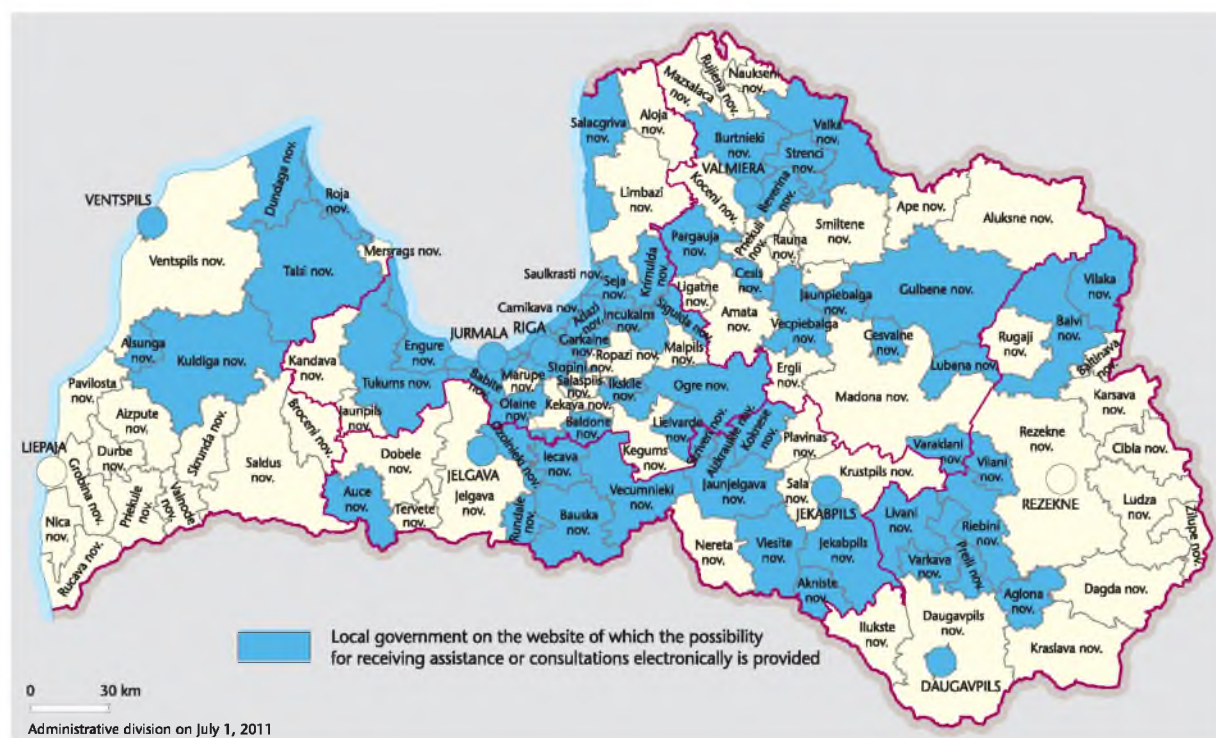 Mazsalaca
nov.
Rujiena nov.
Naukseni
nov.
Salacgriva
nov.
Aloja
nov.
Burtnieki
nov.
Valka
nov.
Strenci
nov.
VALMIERA
Beverina
nov.
Koceni nov.
Limbazi
nov.
Dundaga nov.
Roja
nov.
VENTSPILS
Ventspils nov.
Mersrags nov.
Talsi nov.
Pargauja
nov.
Priekuli
nov.
Rauna
nov.
Smiltene
nov.
Ape nov.
Aluksne nov.
Saulkrasti nov.
Seja
nov.
Krimulda
nov.
Ligatne
nov.
Cesis
nov.
Jaunpiebalga
nov.
Gulbene nov.
Vilaka
nov.
Carnikava nov.
Adazi
nov.
Incukalns
nov.
Sigulda nov.
Amata
nov.
Vecpiebalga
nov.
Cesvaine
nov.
Balvi
nov.
Rugaji
nov.
Baltinava
nov.
JURMALA
RIGA
Garkalne
nov.
Ropazi nov.
Malpils
nov.
Ergli
nov.
Lubana nov.
Alsunga
nov.
Kuldiga nov.
Kandava
nov.
Engure
nov.
Tukums nov.
Babite
nov.
Marupe
nov.
Stopini
nov.
Salaspils
nov.
Ikskile
nov.
Ogre nov.
Madona nov.
Karsava
nov.
Pavilosta
nov.
Aizpute
nov.
Jaunpils
nov.
Olaine
nov.
Kekava nov.
Baldone
nov.
Lielvarde
nov.
Skriveri nov.
Aizkraukle nov.
Koknese
nov.
Plavinas
nov.
Varaklani
nov.
Vilani
nov.
Rezekne
nov.
Cibla nov.
LIEPAJA
Durbe
nov.
Skrunda nov.
Saldus
nov.
Broceni nov.
Dobele
nov.
JELGAVA
Ozolnieki nov.
Iecava
nov.
Kegums
nov.
Jaunjelgava
nov.
Sala
nov.
Krustpils nov.
REZEKNE
Ludza
nov.
Grobina nov.
Priekule
nov.
Vainode
nov.
Auce
nov.
Tervete
nov.
Jelgava
nov.
Rundale
nov.
Bauska
nov.
Vecumnieki
nov.
JEKABPILS
Livani
nov.
Riebini
nov.
Zilupe nov.
Nica
nov.
Rucava nov.
Nereta
nov.
Viesite
nov.
Jekabpils
nov.
Varkava
nov.
Preili nov.
Akniste
nov.
Aglona
nov.
Dagda nov.
Ilukste
nov.
Daugavpils
nov.
Kraslava nov.
DAUGAVPILS
Local government on the website of which the possibility
for receiving assistance or consultations electronically is provided
0 30 km
Administrative division on July 1, 2011